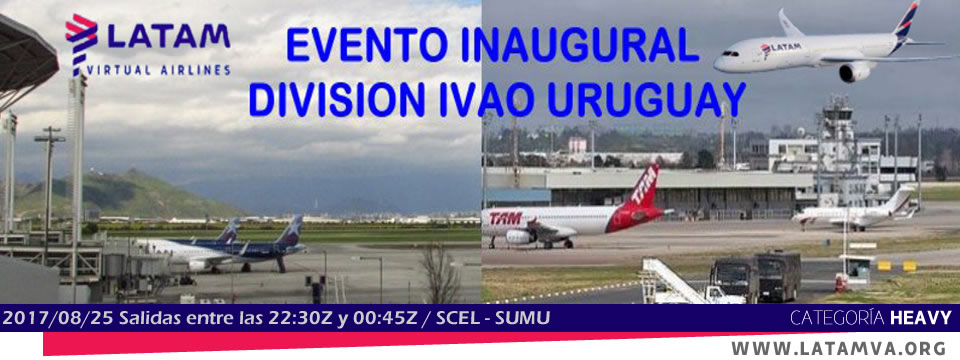 LATAM
VIRTUAL AIRLINES
EVENTO INAUGURAL
DIVISION IVAO URUGUAY
LATAM
TAM
TAM
2017/08/25 Salidas entre las 22:30Z y 00:45Z / SCEL - SUMU
CATEGORÍA HEAVY
WWW.LATAMVA.ORG